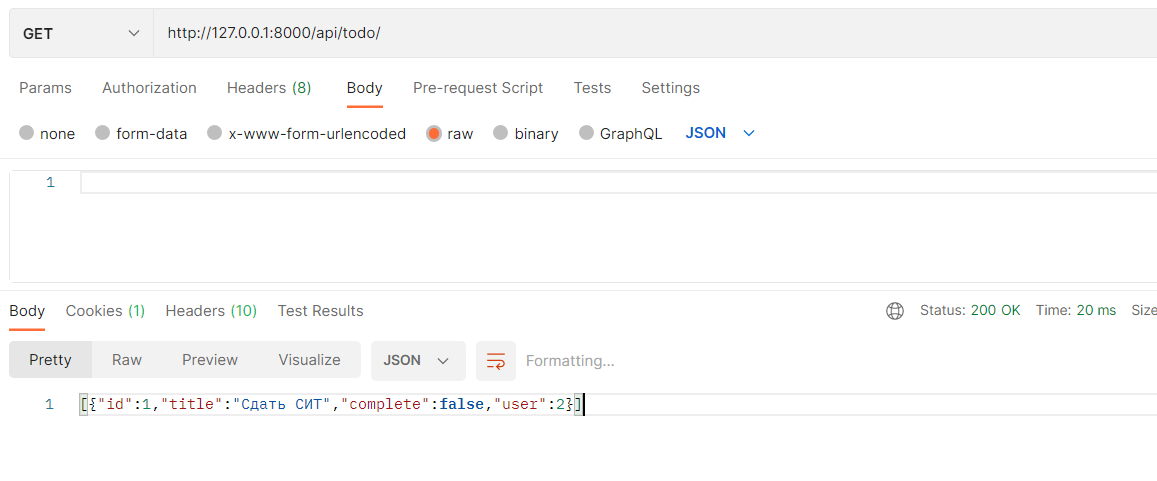 GET http://127.0.0.1:8000/api/todo/
Params Authorization Headers (8) Body Pre-request Script Tests Settings
none form-data x-www-form-urlencoded raw binary GraphQL JSON
1
Body Cookies (1) Headers (10) Test Results Status: 200 OK Time: 20 ms Size
Pretty Raw Preview Visualize JSON Formatting...
1 [{"id":1,"title":"Сдать СИТ","complete":false,"user":2}]